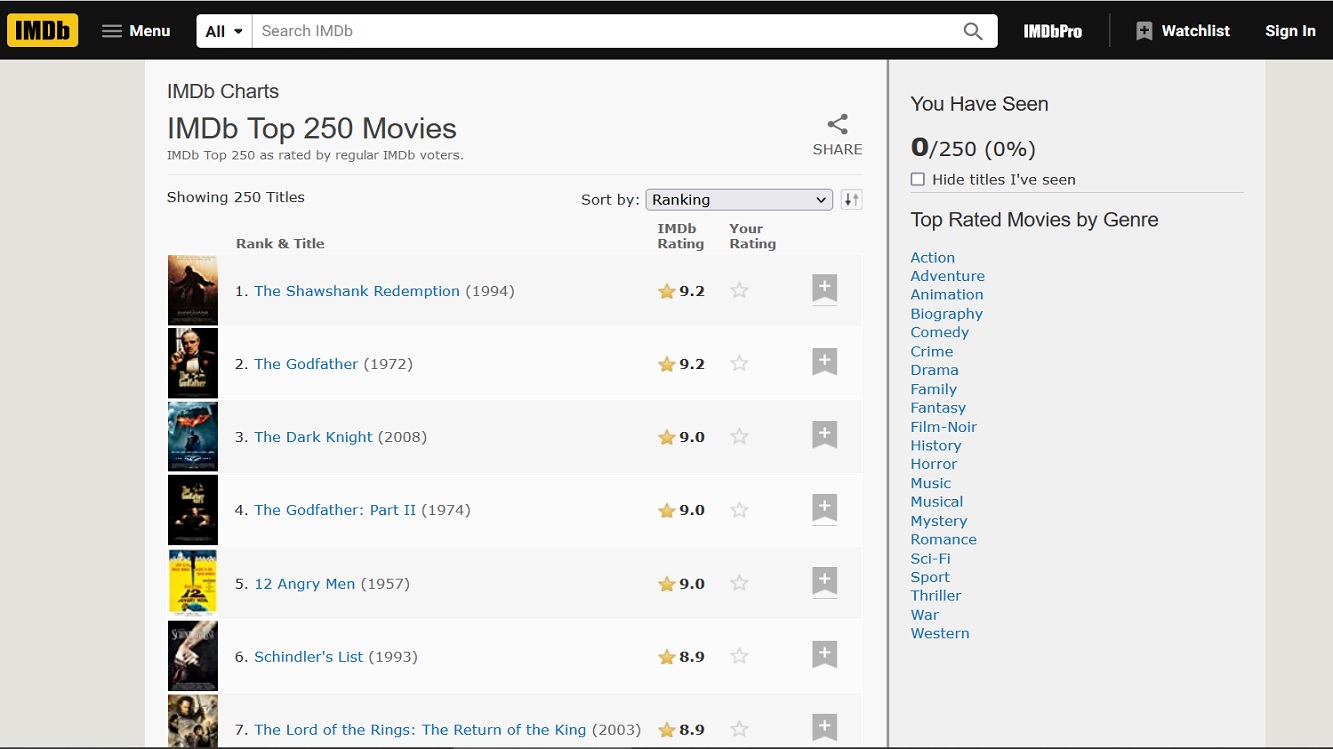 IMDb Menu All Search IMDb IMDbPro Watchlist Sign In
IMDb Charts
IMDb Top 250 Movies
IMDb Top 250 as rated by regular IMDb voters.
SHARE
Showing 250 Titles
Sort by: Ranking
Rank & Title IMDb Rating Your Rating
1. The Shawshank Redemption (1994) 9.2
2. The Godfather (1972) 9.2
The Godfather
3. The Dark Knight (2008) 9.0
4. The Godfather: Part II (1974) 9.0
5. 12 Angry Men (1957) 9.0
12
6. Schindler's List (1993) 8.9
7. The Lord of the Rings: The Return of the King (2003) 8.9
You Have Seen
0/250 (0%)
Hide titles I've seen
Top Rated Movies by Genre
Action
Adventure
Animation
Biography
Comedy
Crime
Drama
Family
Fantasy
Film-Noir
History
Horror
Music
Musical
Mystery
Romance
Sci-Fi
Sport
Thriller
War
Western